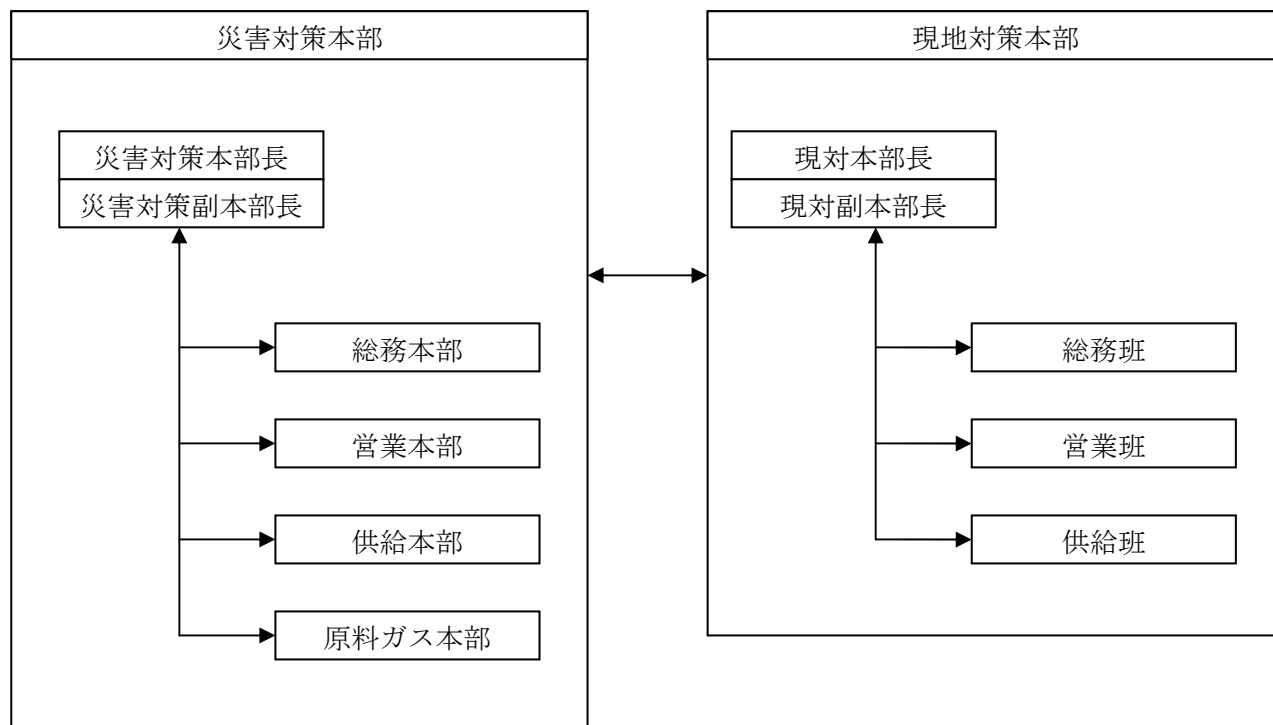 災害対策本部
災害対策本部長
災害対策副本部長
総務本部
営業本部
供給本部
原料ガス本部
現地対策本部
現対本部長
現対副本部長
総務班
営業班
供給班